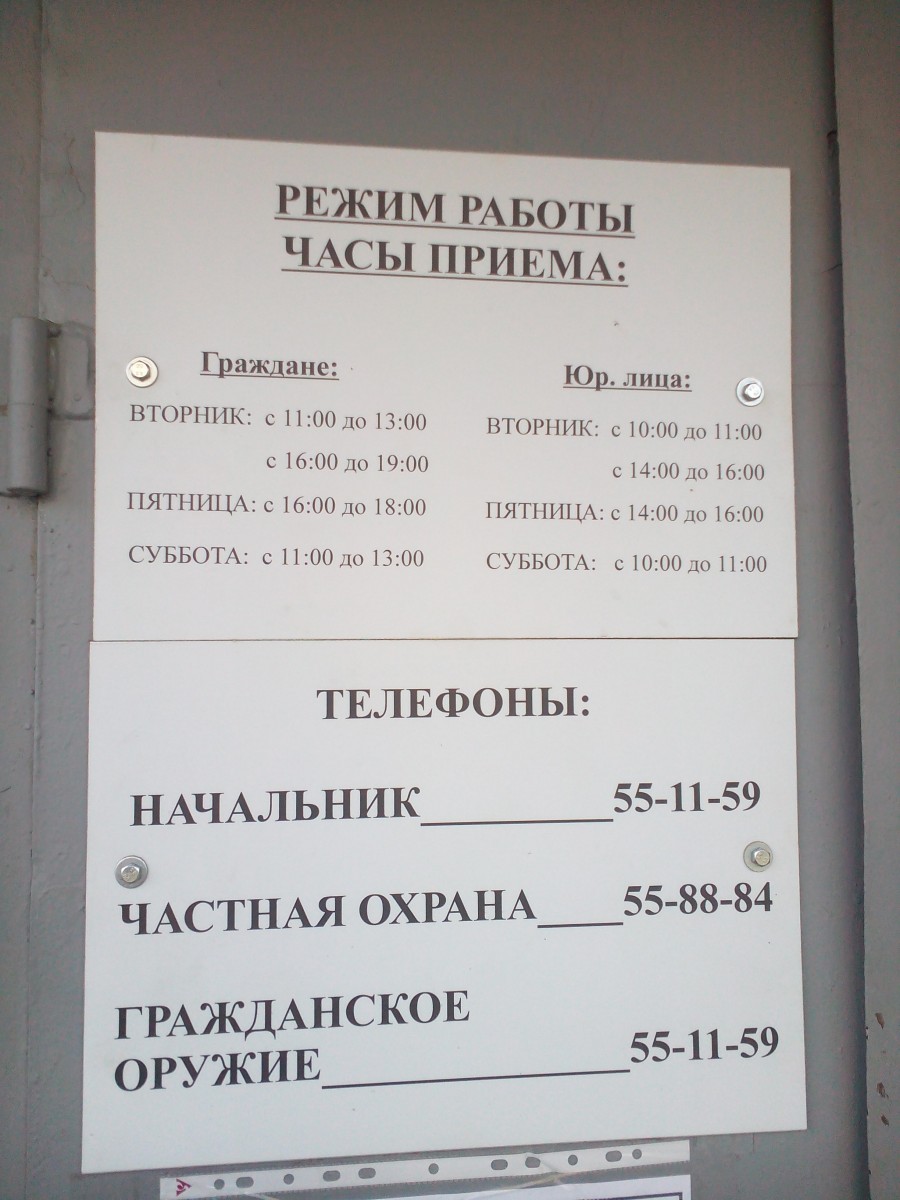 РЕЖИМ РАБОТЫ
ЧАСЫ ПРИЕМА:
Граждане:
ВТОРНИК: с 11:00 до 13:00
с 16:00 до 19:00
ПЯТНИЦА: с 16:00 до 18:00
СУББОТА: с 11:00 до 13:00
Юр. лица:
ВТОРНИК: с 10:00 до 11:00
с 14:00 до 16:00
ПЯТНИЦА: с 14:00 до 16:00
СУББОТА: с 10:00 до 11:00
ТЕЛЕФОНЫ:
НАЧАЛЬНИК_________55-11-59
ЧАСТНАЯ ОХРАНА____55-88-84
ГРАЖДАНСКОЕ
ОРУЖИЕ______________55-11-59